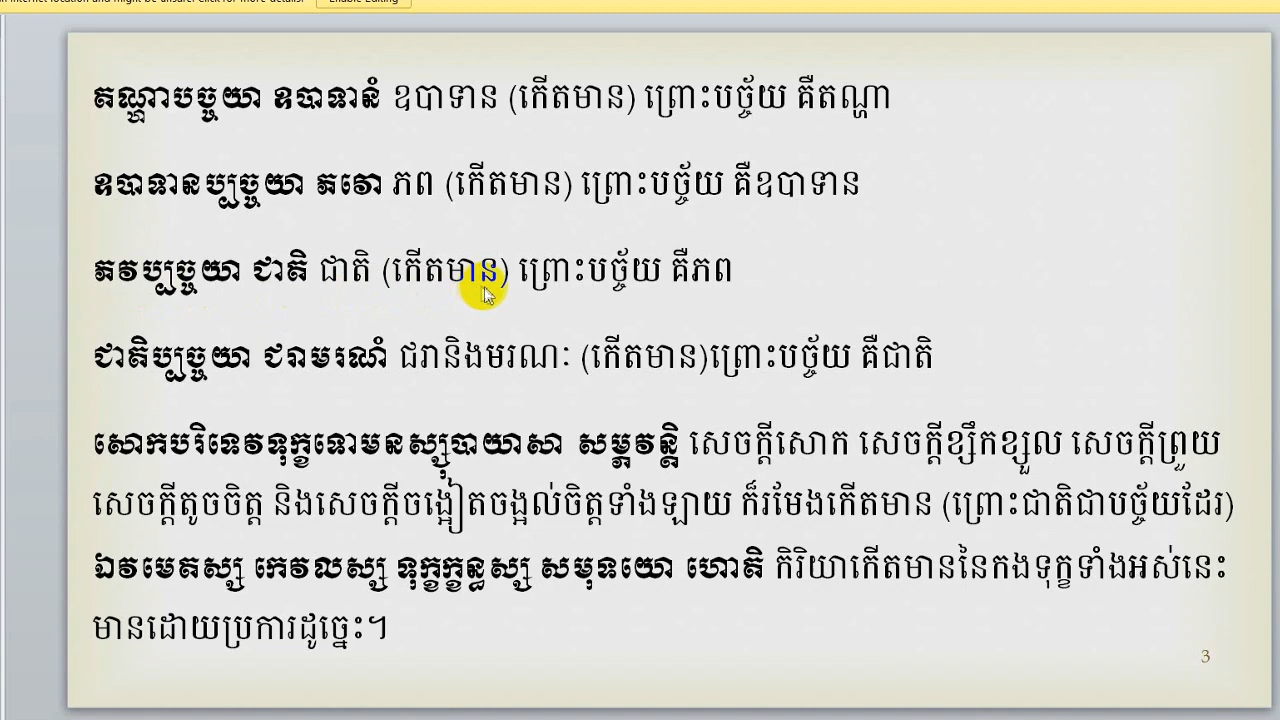 an internet location and might be unsafe. Click for more details. Enable Editing
តណ្ហាបច្ចយា ឧបាទានំ ឧបាទាន (កើតមាន) ព្រោះបច្ច័យ គឺតណ្ហា
ឧបាទានប្បច្ចយា ភវោ ភព (កើតមាន) ព្រោះបច្ច័យ គឺឧបាទាន
ភវប្បច្ចយា ជាតិ ជាតិ (កើតមាន) ព្រោះបច្ច័យ គឺភព
ជាតិប្បច្ចយា ជរាមរណំ ជរានិងមរណៈ (កើតមាន)ព្រោះបច្ច័យ គឺជាតិ
សោកបរិទេវទុក្ខទោមនស្សុបាយាសា សម្ភវន្តិ សេចក្តីសោក សេចក្តីខ្សឹកខ្សួល សេចក្តីព្រួយ
សេចក្តីតូចចិត្ត និងសេចក្តីចង្អៀតចង្អល់ចិត្តទាំងឡាយ ក៏រមែងកើតមាន (ព្រោះជាតិជាបច្ច័យដែរ)
ឯវមេតស្ស កេវលស្ស ទុក្ខក្ខន្ធស្ស សមុទយោ ហោតិ កិរិយាកើតមាននៃកងទុក្ខទាំងអស់នេះ
មានដោយប្រការដូច្នេះ។
3